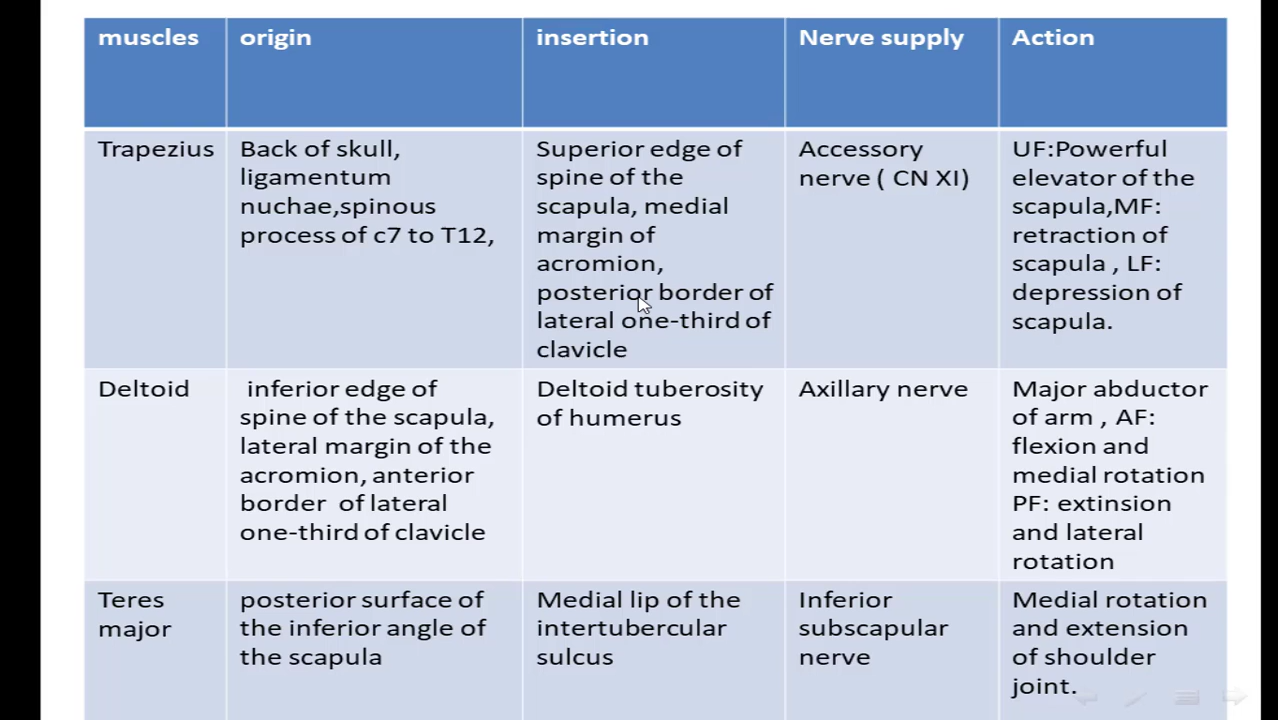 muscles
origin
insertion
Nerve supply
Action
Trapezius
Back of skull,
ligamentum
nuchae,spinous
process of c7 to T12,
Superior edge of
spine of the
scapula, medial
margin of
acromion,
posterior border of
lateral one-third of
clavicle
Accessory
nerve ( CN XI)
UF:Powerful
elevator of the
scapula,MF:
retraction of
scapula , LF:
depression of
scapula.
Deltoid
inferior edge of
spine of the scapula,
lateral margin of the
acromion, anterior
border of lateral
one-third of clavicle
Deltoid tuberosity
of humerus
Axillary nerve
Major abductor
of arm , AF:
flexion and
medial rotation
PF: extinsion
and lateral
rotation
Teres
major
posterior surface of
the inferior angle of
the scapula
Medial lip of the
intertubercular
sulcus
Inferior
subscapular
nerve
Medial rotation
and extension
of shoulder
joint.